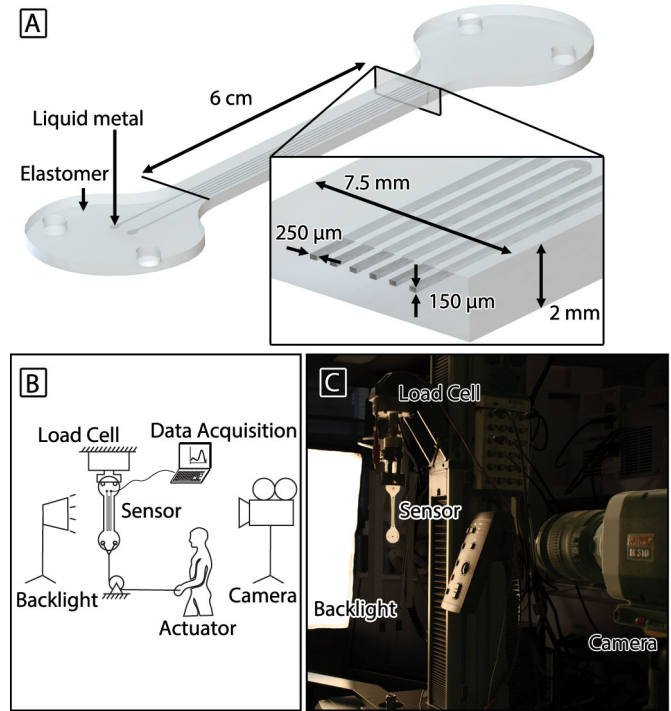 A
6 cm
Liquid metal
Elastomer
7.5 mm
250 µm
150 µm
2 mm
B
Load Cell
Data Acquisition
Sensor
Backlight
Actuator
Camera
C
Load Cell
Sensor
Backlight
Camera